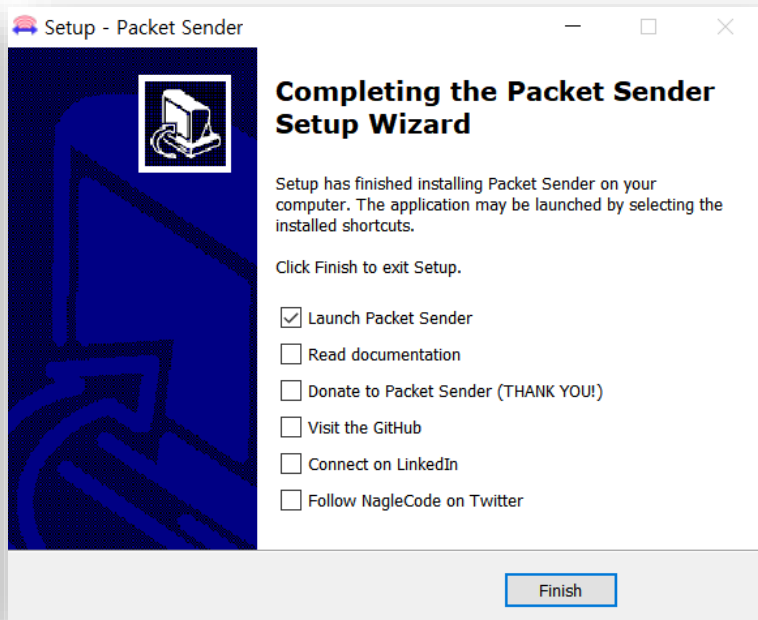 Setup - Packet Sender
Completing the Packet Sender
Setup Wizard
Setup has finished installing Packet Sender on your
computer. The application may be launched by selecting the
installed shortcuts.
Click Finish to exit Setup.
Launch Packet Sender
Read documentation
Donate to Packet Sender (THANK YOU!)
Visit the GitHub
Connect on LinkedIn
Follow NagleCode on Twitter
Finish